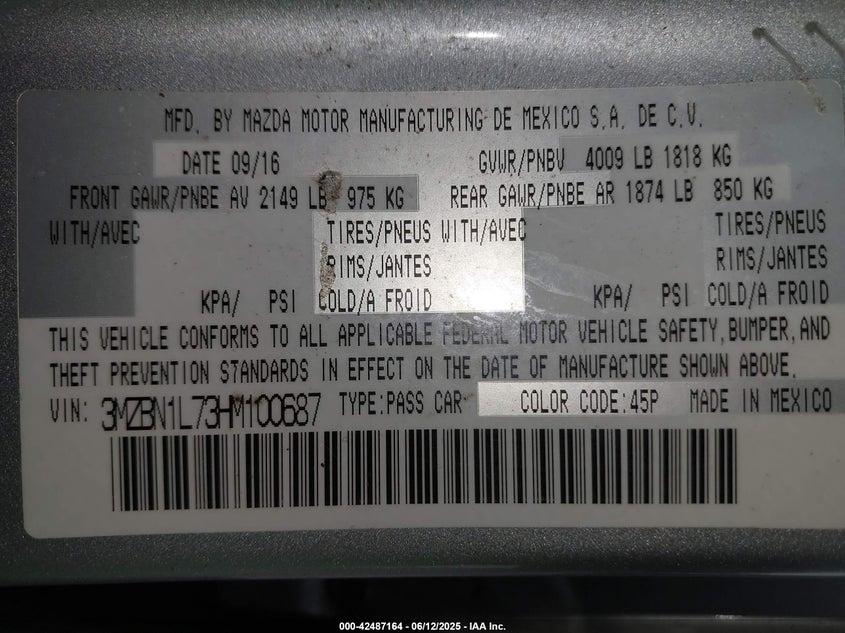 MFD. BY MAZDA MOTOR MANUFACTURING DE MEXICO S.A. DE C.V.
DATE 09/16 GVWR/PNBV 4009 LB 1818 KG
FRONT GAWR/PNBE AV 2149 LB 975 KG REAR GAWR/PNBE AR 1874 LB 850 KG
WITH/AVEC TIRES/PNEUS WITH/AVEC TIRES/PNEUS
RIMS/JANTES RIMS/JANTES
KPA/ PSI COLD/A FROID KPA/ PSI COLD/A FROID
THIS VEHICLE CONFORMS TO ALL APPLICABLE FEDERAL MOTOR VEHICLE SAFETY, BUMPER, AND
THEFT PREVENTION STANDARDS IN EFFECT ON THE DATE OF MANUFACTURE SHOWN ABOVE.
VIN: 3MZBN1L73HM100687 TYPE:PASS CAR COLOR CODE:45P MADE IN MEXICO
000-42487164 - 06/12/2025 - IAA Inc.